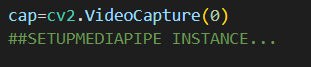 cap=cv2.VideoCapture(0)
##SETUPMEDIAPIPE INSTANCE...